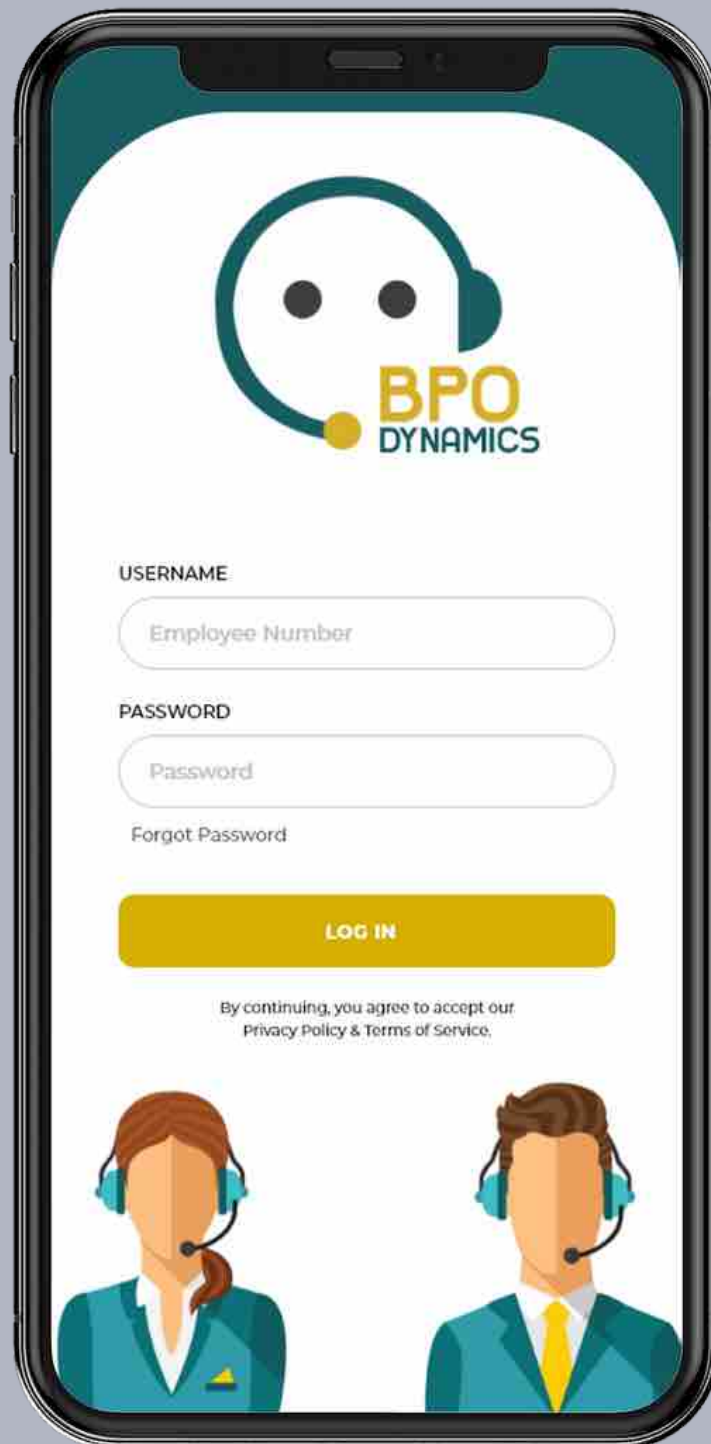 BPO
DYNAMICS
USERNAME
Employee Number
PASSWORD
Password
Forgot Password
LOG IN
By continuing, you agree to accept our
Privacy Policy & Terms of Service.